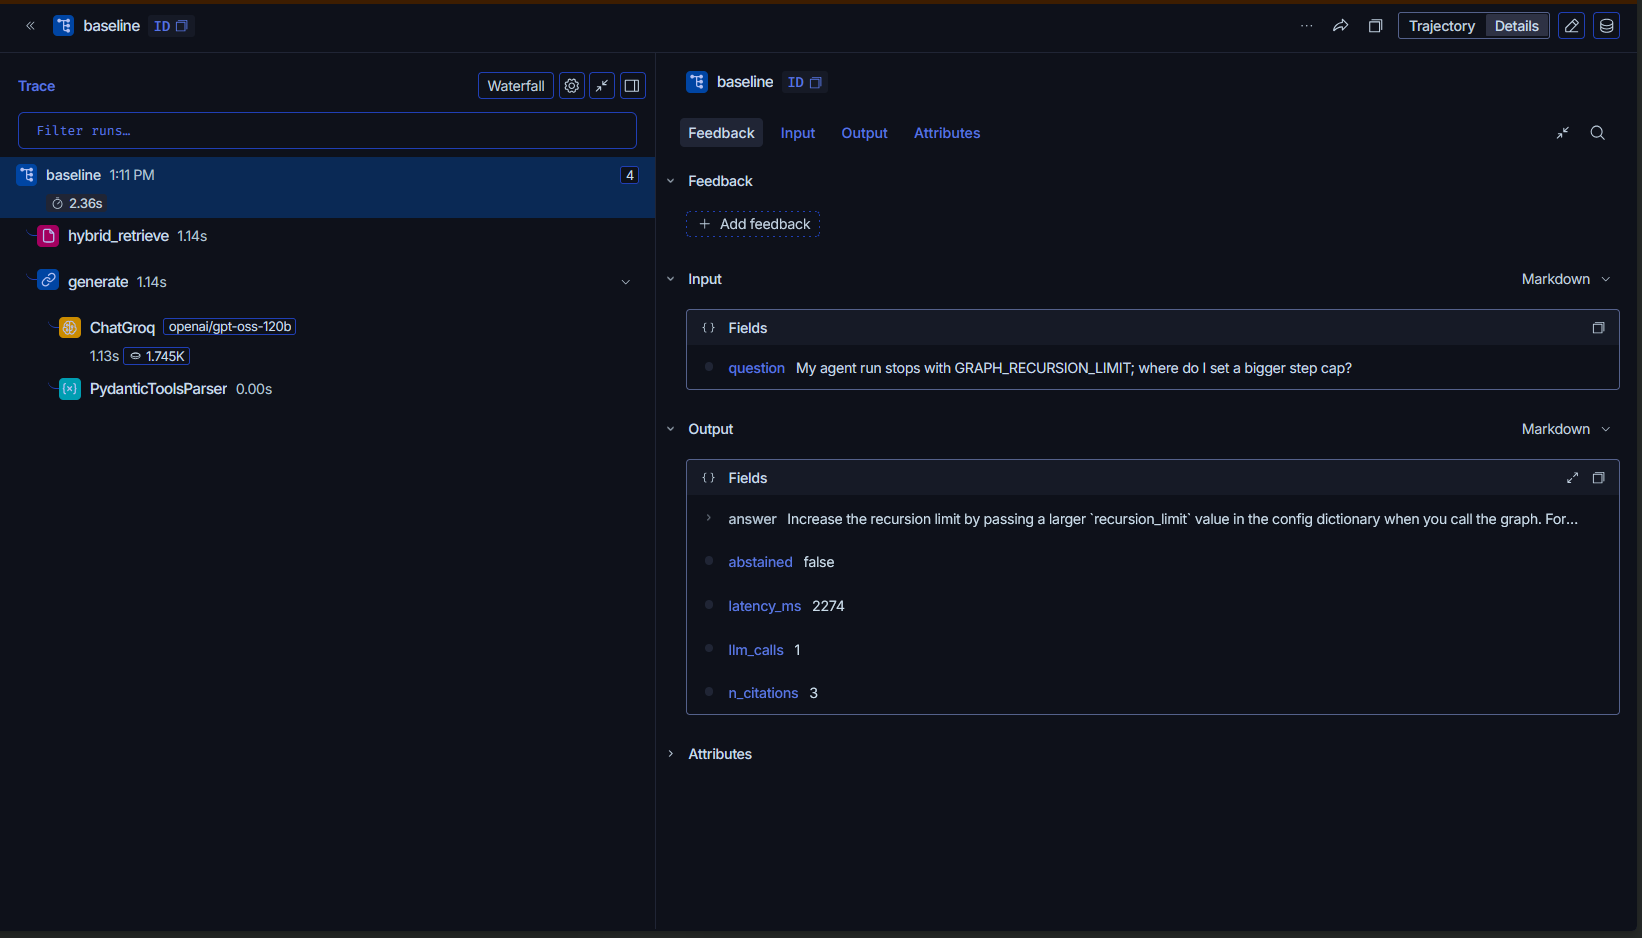 baseline ID
Trajectory Details
Trace
Waterfall
Filter runs…
baseline 1:11 PM 4
2.36s
hybrid_retrieve 1.14s
generate 1.14s
ChatGroq openai/gpt-oss-120b
1.13s 1.745K
PydanticToolsParser 0.00s
baseline ID
Feedback Input Output Attributes
Feedback
+ Add feedback
Input Markdown
{} Fields
question My agent run stops with GRAPH_RECURSION_LIMIT; where do I set a bigger step cap?
Output Markdown
{} Fields
answer Increase the recursion limit by passing a larger `recursion_limit` value in the config dictionary when you call the graph. For...
abstained false
latency_ms 2274
llm_calls 1
n_citations 3
Attributes